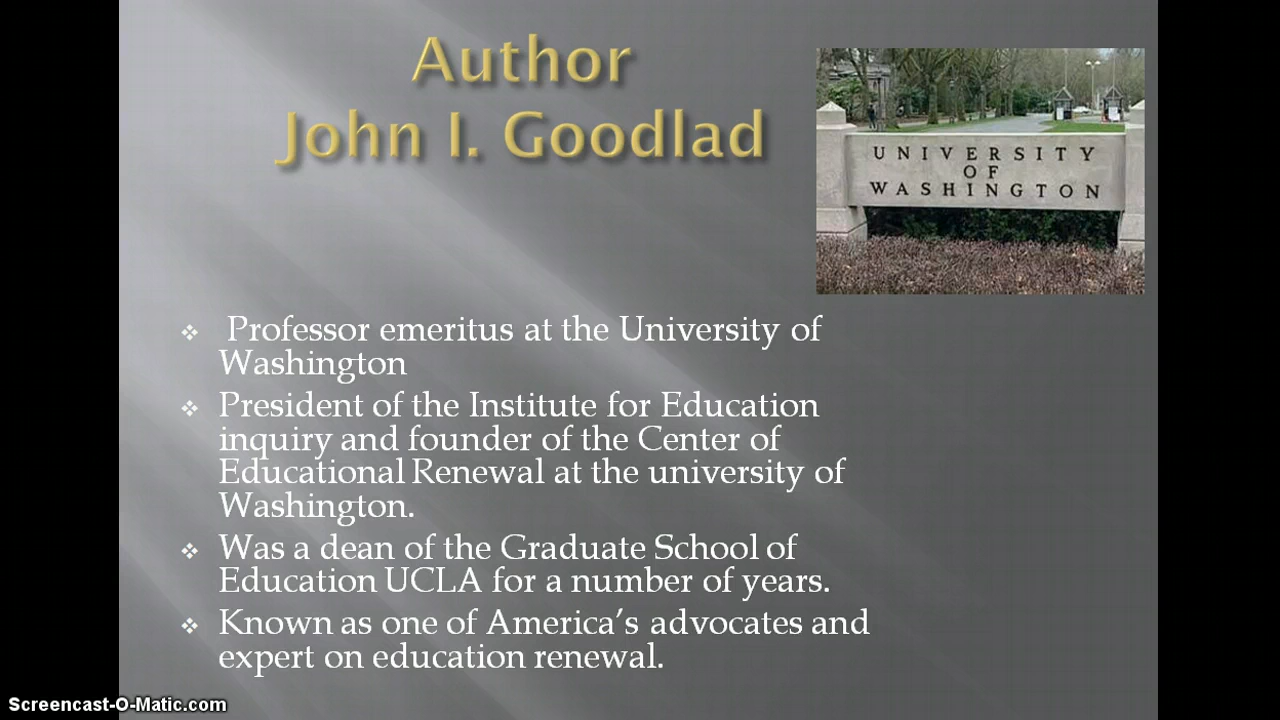 Author
John I. Goodlad
UNIVERSITY
OF
WASHINGTON
❖ Professor emeritus at the University of
Washington
❖ President of the Institute for Education
inquiry and founder of the Center of
Educational Renewal at the university of
Washington.
❖ Was a dean of the Graduate School of
Education UCLA for a number of years.
❖ Known as one of America's advocates and
expert on education renewal.
Screencast-O-Matic.com